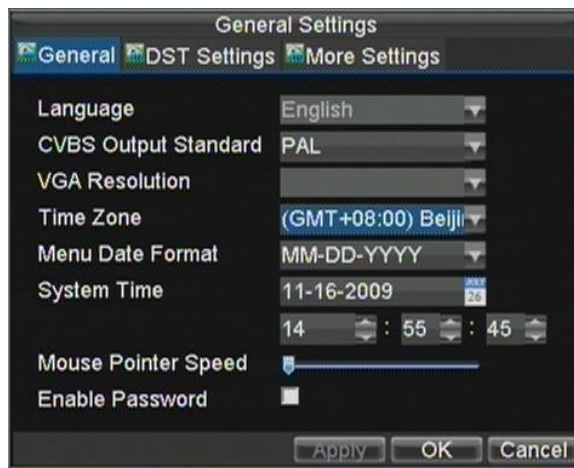 General Settings
General DST Settings More Settings
Language English
CVBS Output Standard PAL
VGA Resolution
Time Zone (GMT+08:00) Beiji
Menu Date Format MM-DD-YYYY
System Time 11-16-2009
26
14 : 55 : 45
Mouse Pointer Speed
Enable Password
Apply OK Cancel